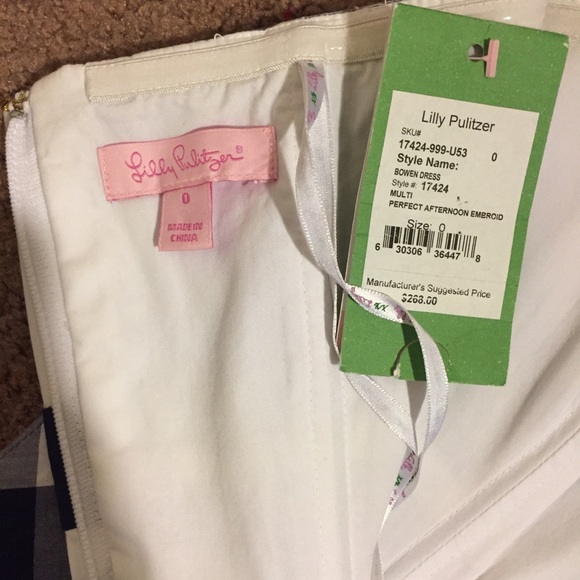 Lilly Pulitzer®
0
MADE IN
CHINA
Lilly Pulitzer
SKU#
17424-999-U53 0
Style Name:
BOWEN DRESS
Style #: 17424
MULTI
PERFECT AFTERNOON EMBROID
Size: 0
6 30306 36447 8
Manufacturer's Suggested Price
$268.00